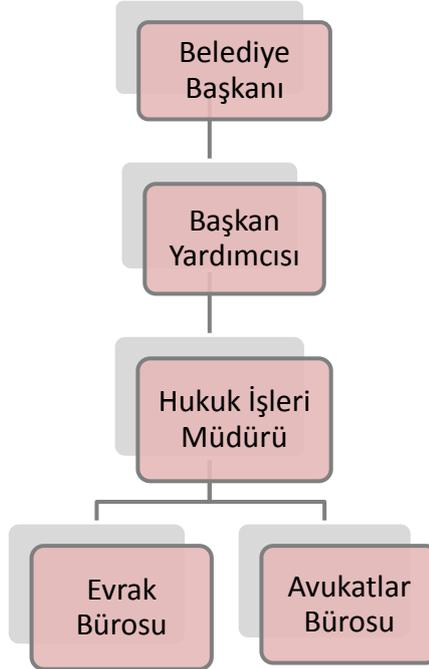 Belediye
Başkanı
Başkan
Yardımcısı
Hukuk İşleri
Müdürü
Evrak
Bürosu
Avukatlar
Bürosu